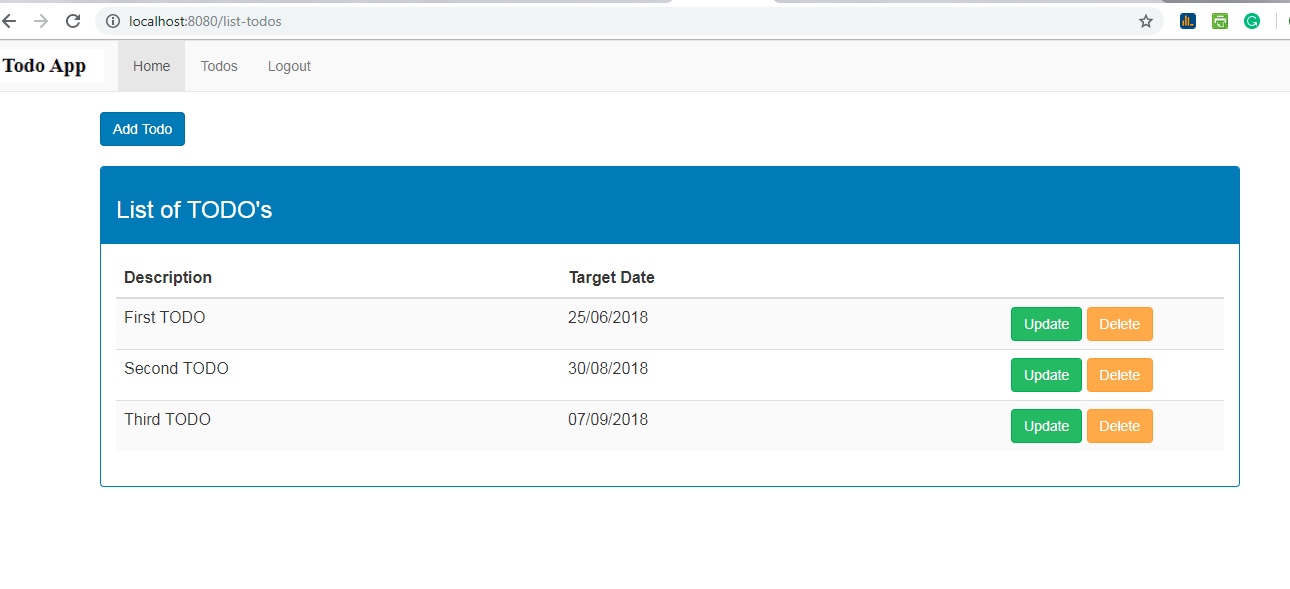 localhost:8080/list-todos
Todo App Home Todos Logout
Add Todo
List of TODO's
Description Target Date
First TODO 25/06/2018 Update Delete
Second TODO 30/08/2018 Update Delete
Third TODO 07/09/2018 Update Delete